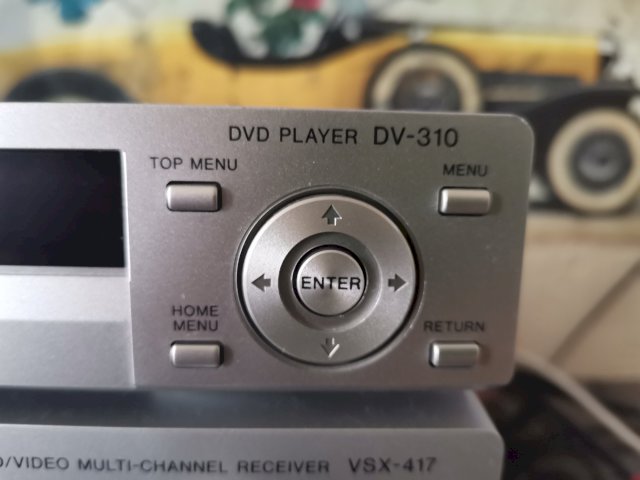 DVD PLAYER DV-310
TOP MENU
MENU
ENTER
HOME
MENU
RETURN
/VIDEO MULTI-CHANNEL RECEIVER VSX-417